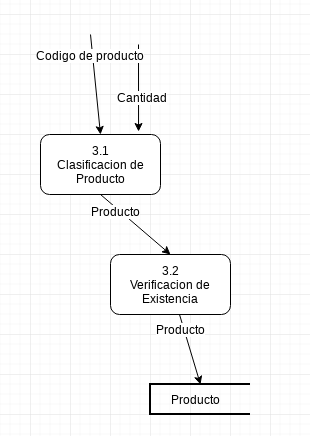 Codigo de producto
Cantidad
3.1
Clasificacion de
Producto
Producto
3.2
Verificacion de
Existencia
Producto
Producto